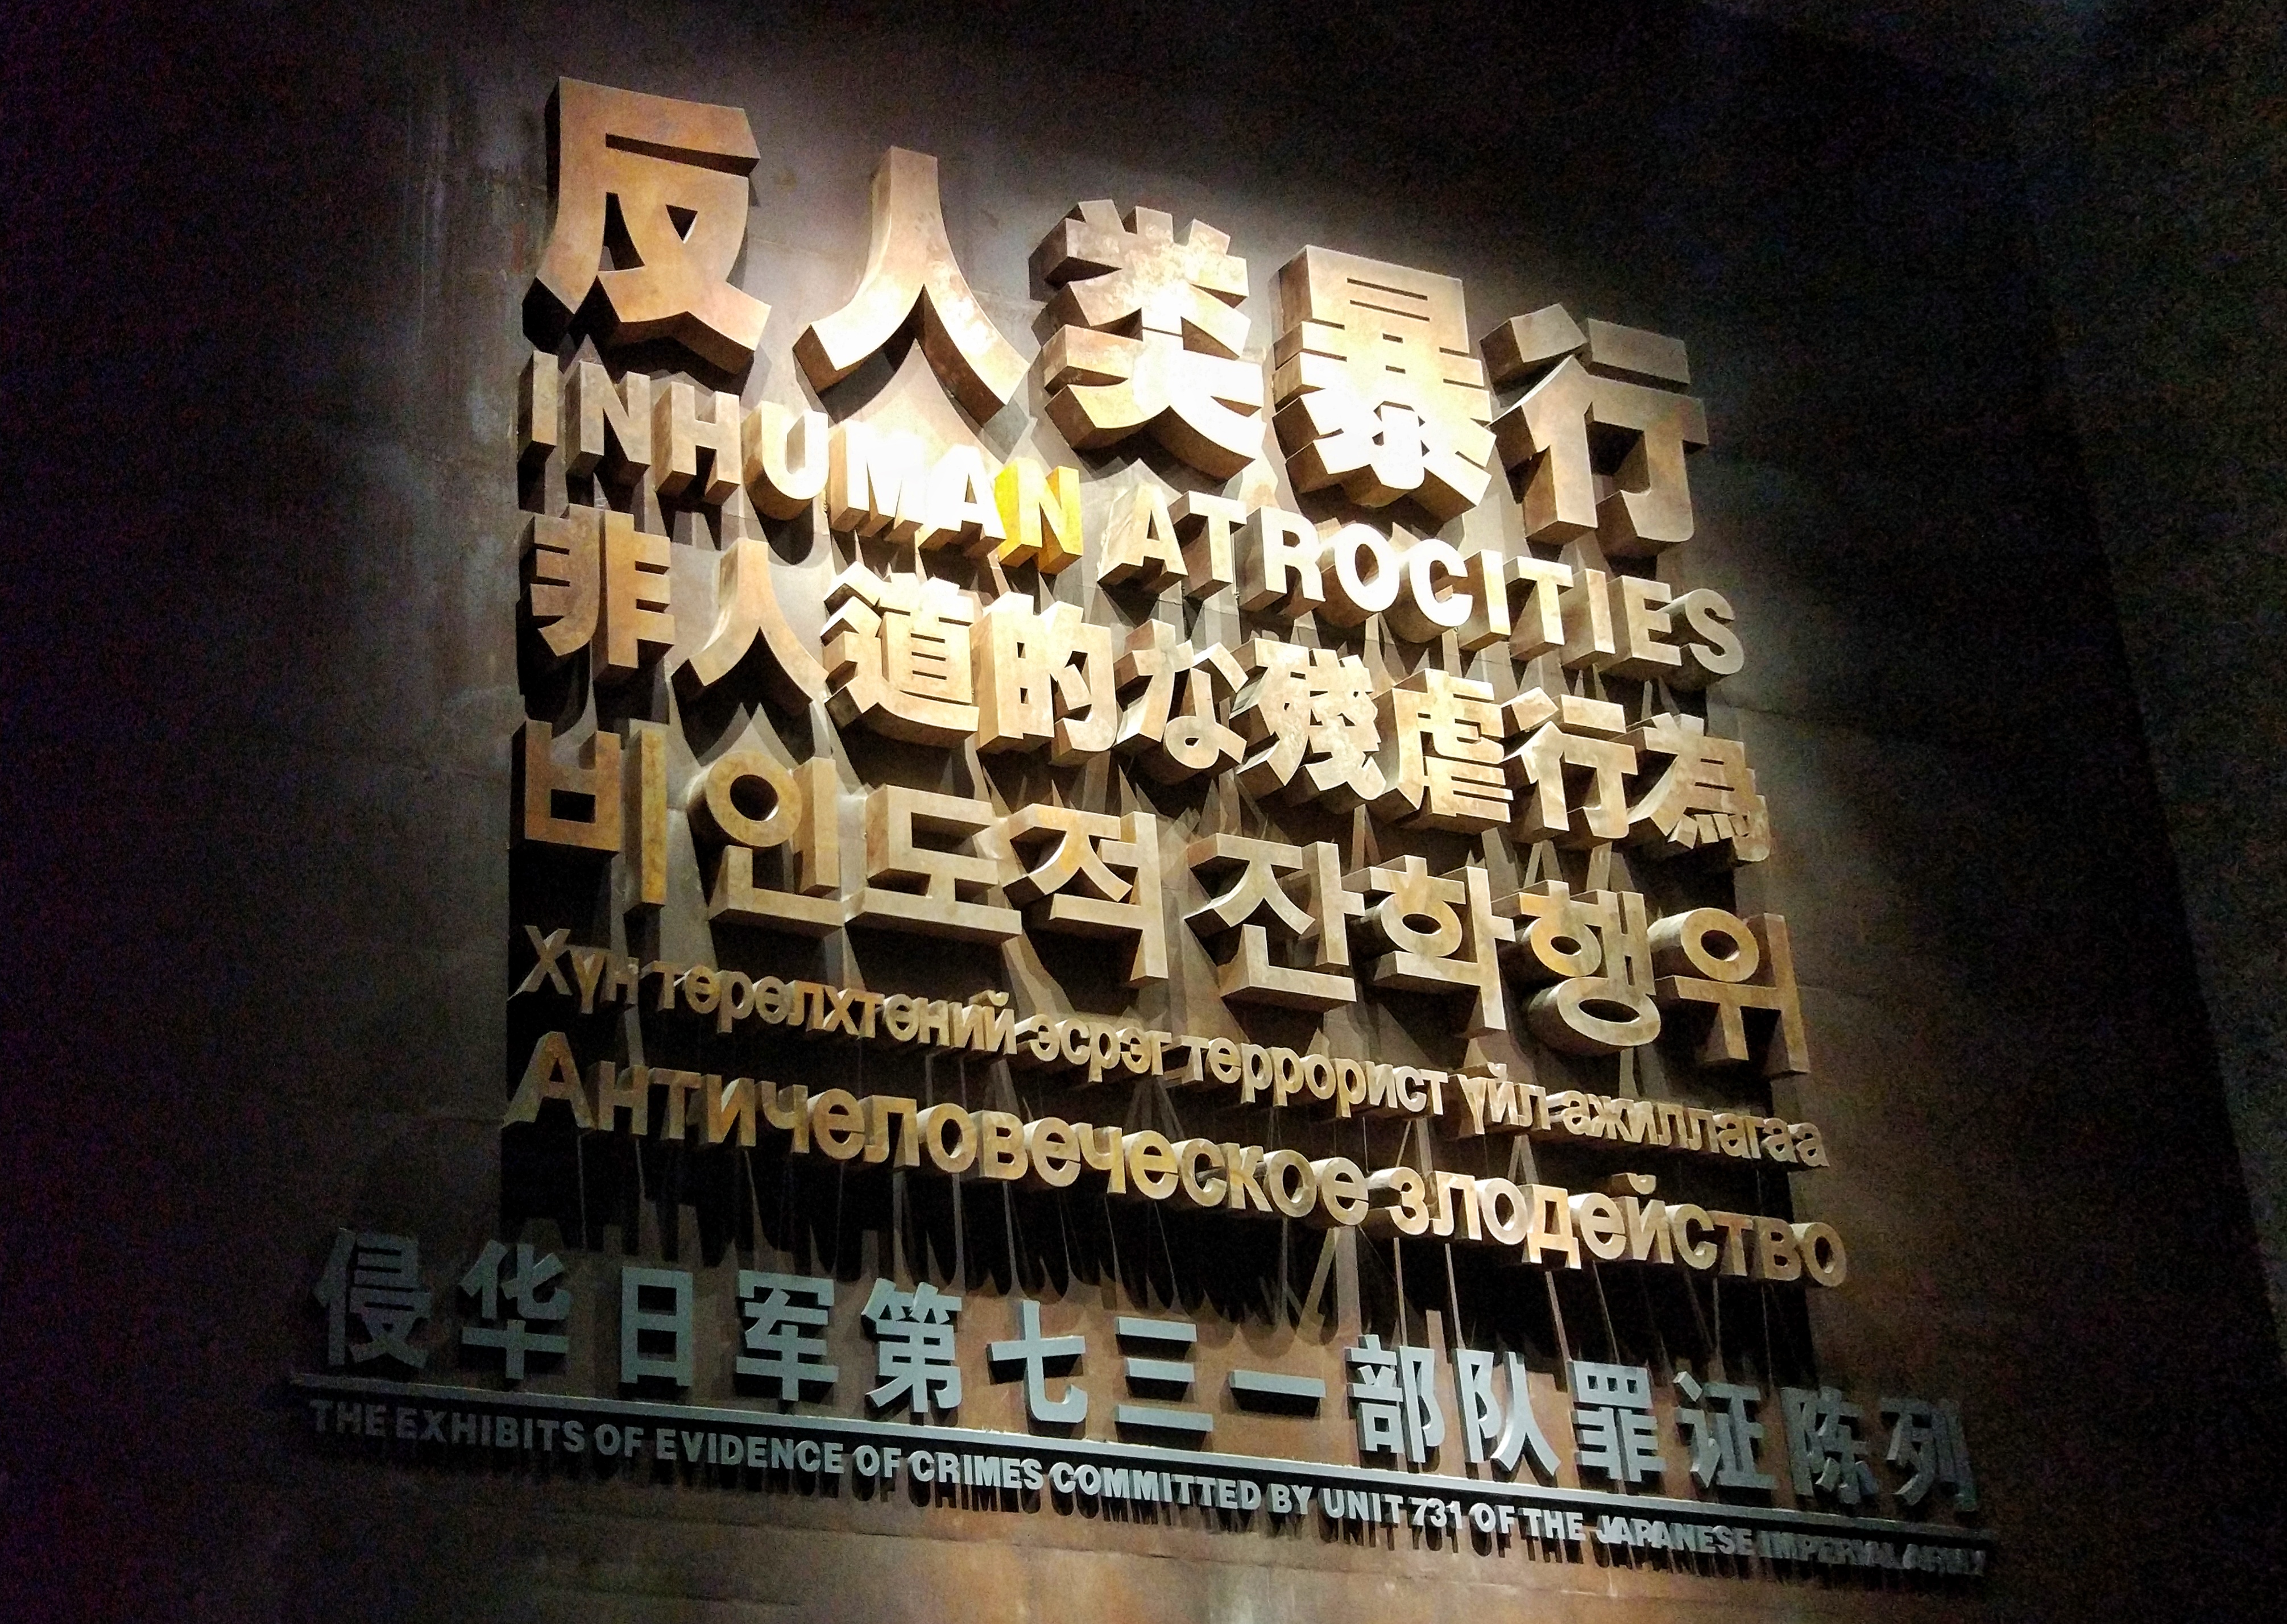 反人类暴行
INHUMAN ATROCITIES
非人道的な殘虐行為
비인도적 잔학행위
Хүн төрөлхтөний эсрэг террорист үйл ажиллагаа
Античеловеческое злодейство
侵华日军第七三一部队罪证陈列
THE EXHIBITS OF EVIDENCE OF CRIMES COMMITTED BY UNIT 731 OF THE JAPANESE IMPERIAL ARMY